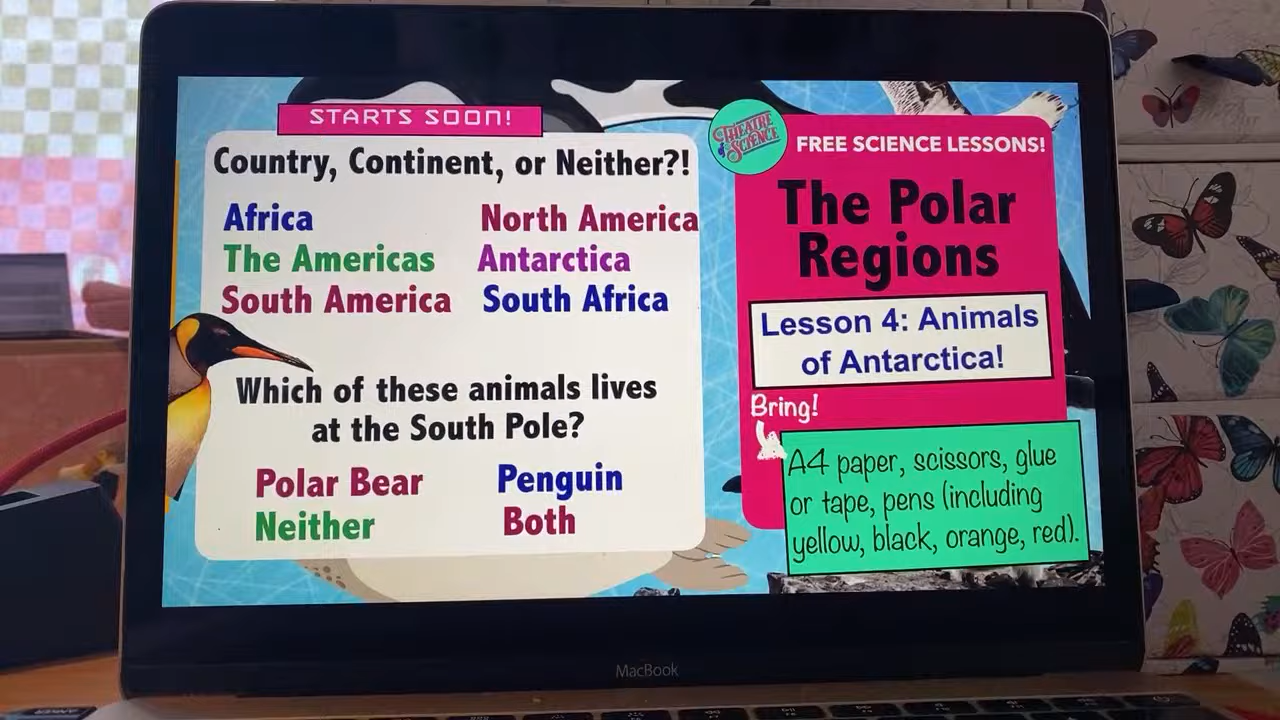 STARTS SOON!
Country, Continent, or Neither?!
Africa
North America
The Americas
Antarctica
South America
South Africa
Which of these animals lives
at the South Pole?
Polar Bear
Penguin
Neither
Both
THEATRE
of SCIENCE
FREE SCIENCE LESSONS!
The Polar
Regions
Lesson 4: Animals
of Antarctica!
Bring!
A4 paper, scissors, glue
or tape, pens (including
yellow, black, orange, red).
MacBook